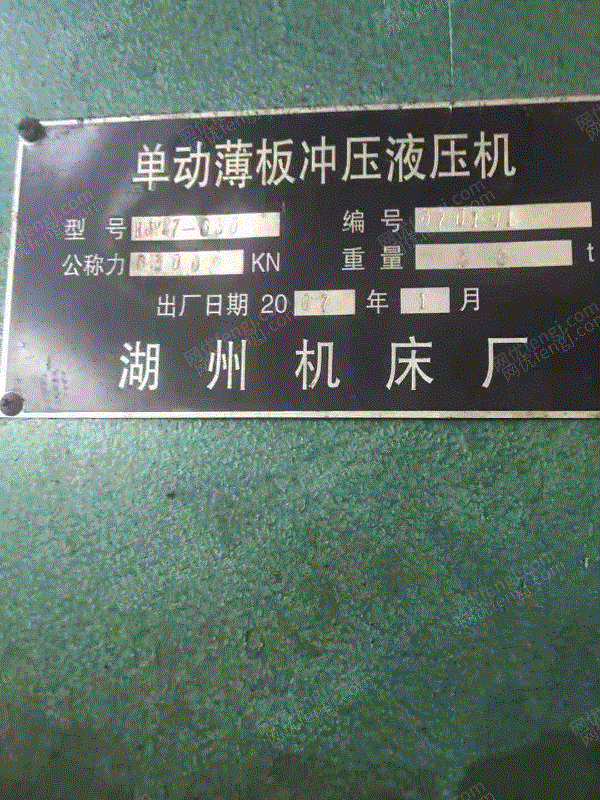 单动薄板冲压液压机
型 号 编 号
公称力 KN 重 量 t
出厂日期 2007 年 1 月
湖州机床厂